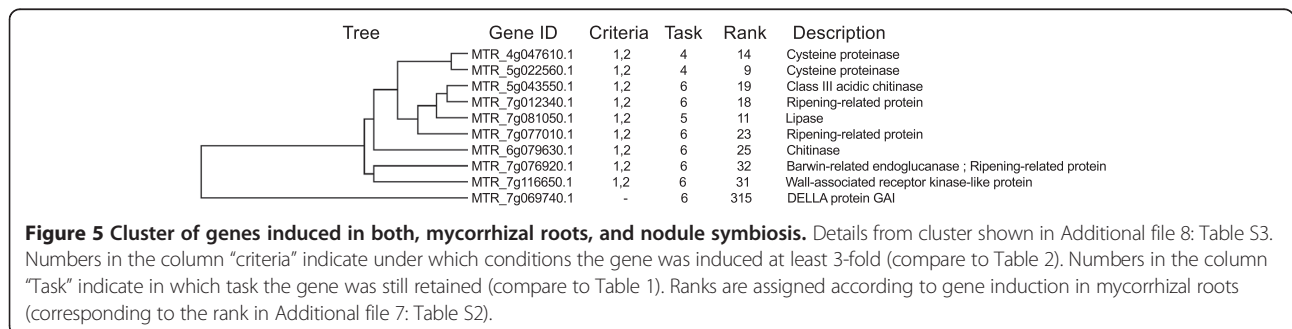 Tree Gene ID Criteria Task Rank Description
MTR_4g047610.1 1,2 4 14 Cysteine proteinase
MTR_5g022560.1 1,2 4 9 Cysteine proteinase
MTR_5g043550.1 1,2 6 19 Class III acidic chitinase
MTR_7g012340.1 1,2 6 18 Ripening-related protein
MTR_7g081050.1 1,2 5 11 Lipase
MTR_7g077010.1 1,2 6 23 Ripening-related protein
MTR_6g079630.1 1,2 6 25 Chitinase
MTR_7g076920.1 1,2 6 32 Barwin-related endoglucanase ; Ripening-related protein
MTR_7g116650.1 1,2 6 31 Wall-associated receptor kinase-like protein
MTR_7g069740.1 - 6 315 DELLA protein GAI
Figure 5 Cluster of genes induced in both, mycorrhizal roots, and nodule symbiosis. Details from cluster shown in Additional file 8: Table S3.
Numbers in the column "criteria" indicate under which conditions the gene was induced at least 3-fold (compare to Table 2). Numbers in the column
"Task" indicate in which task the gene was still retained (compare to Table 1). Ranks are assigned according to gene induction in mycorrhizal roots
(corresponding to the rank in Additional file 7: Table S2).